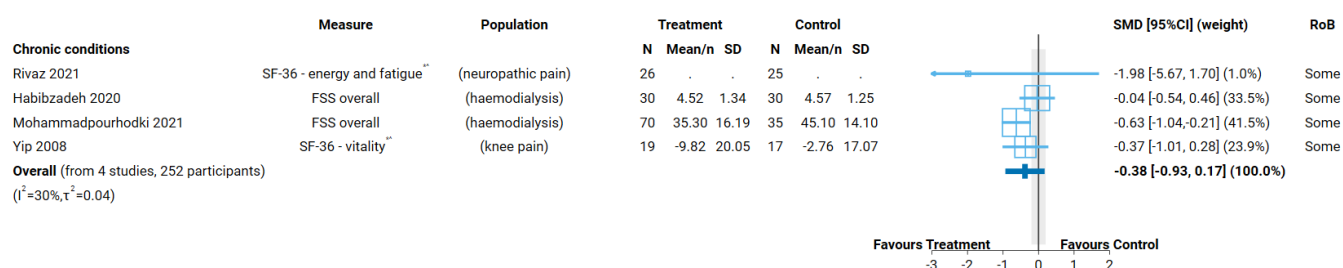 Measure Population Treatment Control SMD [95%CI] (weight) RoB
Chronic conditions N Mean/n SD N Mean/n SD
Rivaz 2021 SF-36 - energy and fatigue*^ (neuropathic pain) 26 . . 25 . . -1.98 [-5.67, 1.70] (1.0%) Some
Habibzadeh 2020 FSS overall (haemodialysis) 30 4.52 1.34 30 4.57 1.25 -0.04 [-0.54, 0.46] (33.5%) Some
Mohammadpourhodki 2021 FSS overall (haemodialysis) 70 35.30 16.19 35 45.10 14.10 -0.63 [-1.04,-0.21] (41.5%) Some
Yip 2008 SF-36 - vitality*^ (knee pain) 19 -9.82 20.05 17 -2.76 17.07 -0.37 [-1.01, 0.28] (23.9%) Some
Overall (from 4 studies, 252 participants) -0.38 [-0.93, 0.17] (100.0%)
(I²=30%,τ²=0.04)
Favours Treatment Favours Control
-3 -2 -1 0 1 2